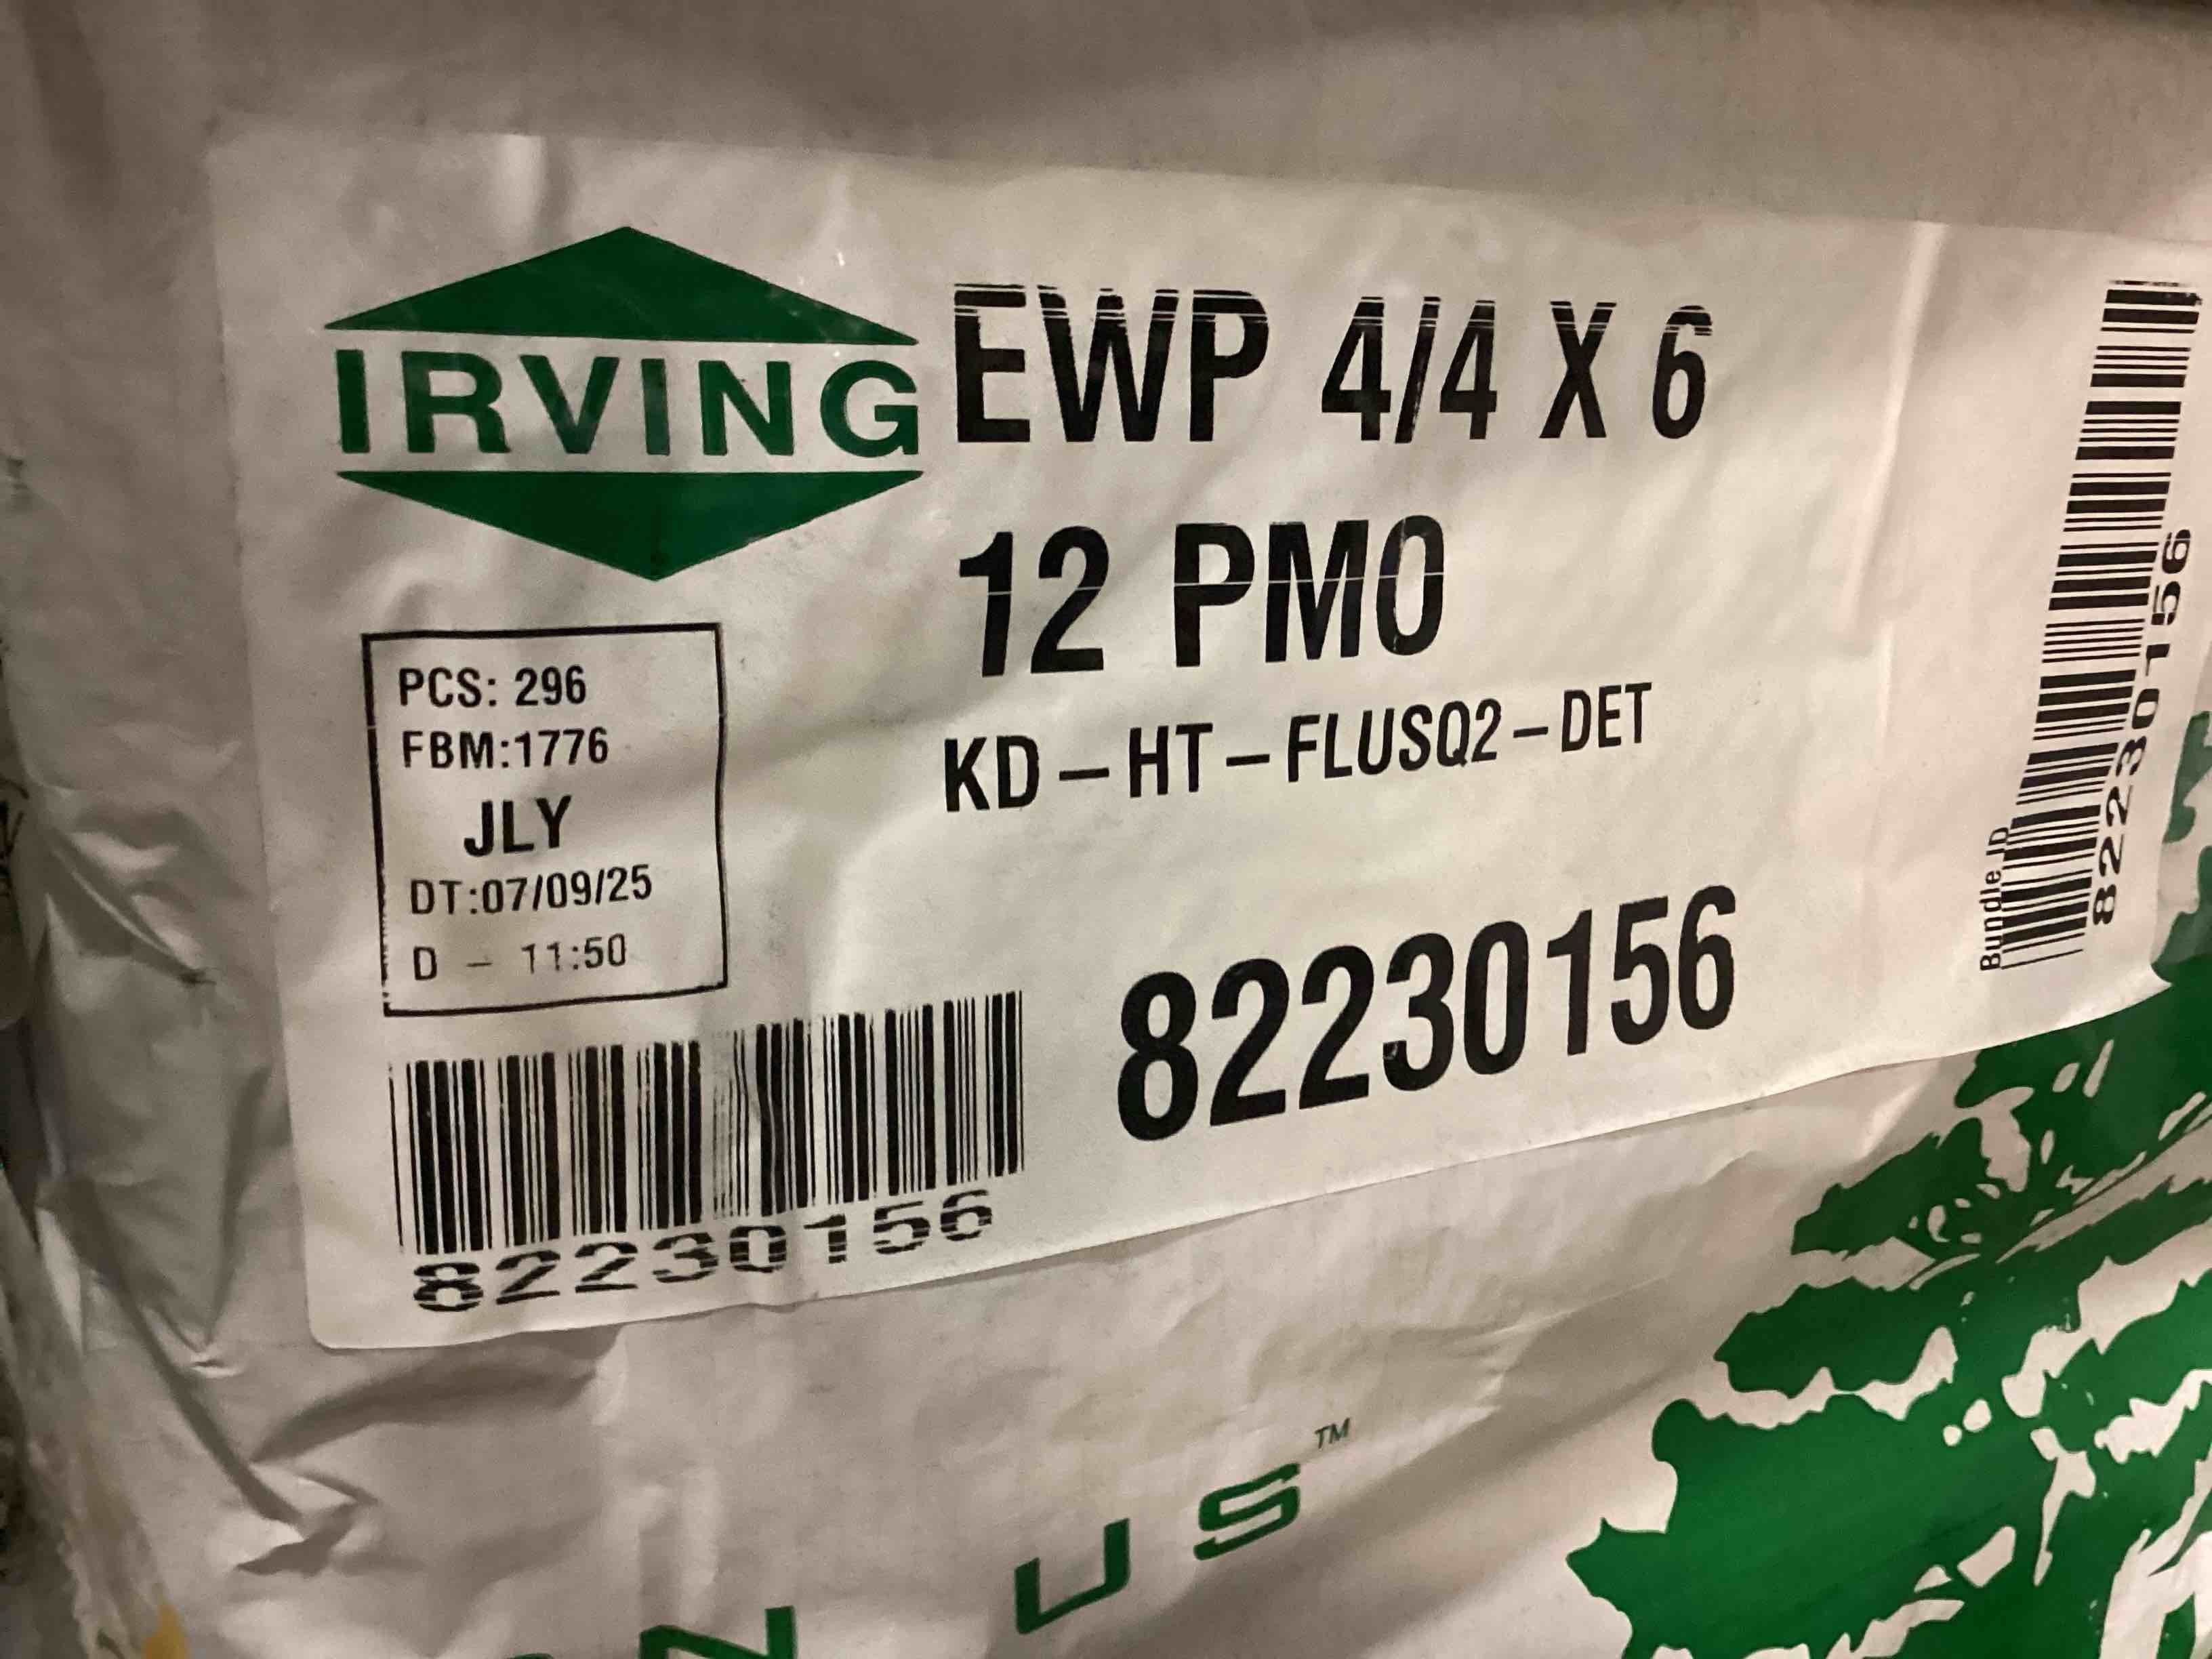 IRVING
EWP 4/4 X 6
12 PMO
KD - HT - FLUSQ2 - DET
PCS: 296
FBM:1776
JLY
DT:07/09/25
D - 11:50
82230156
82230156
Bundle ID
82230156
N US™